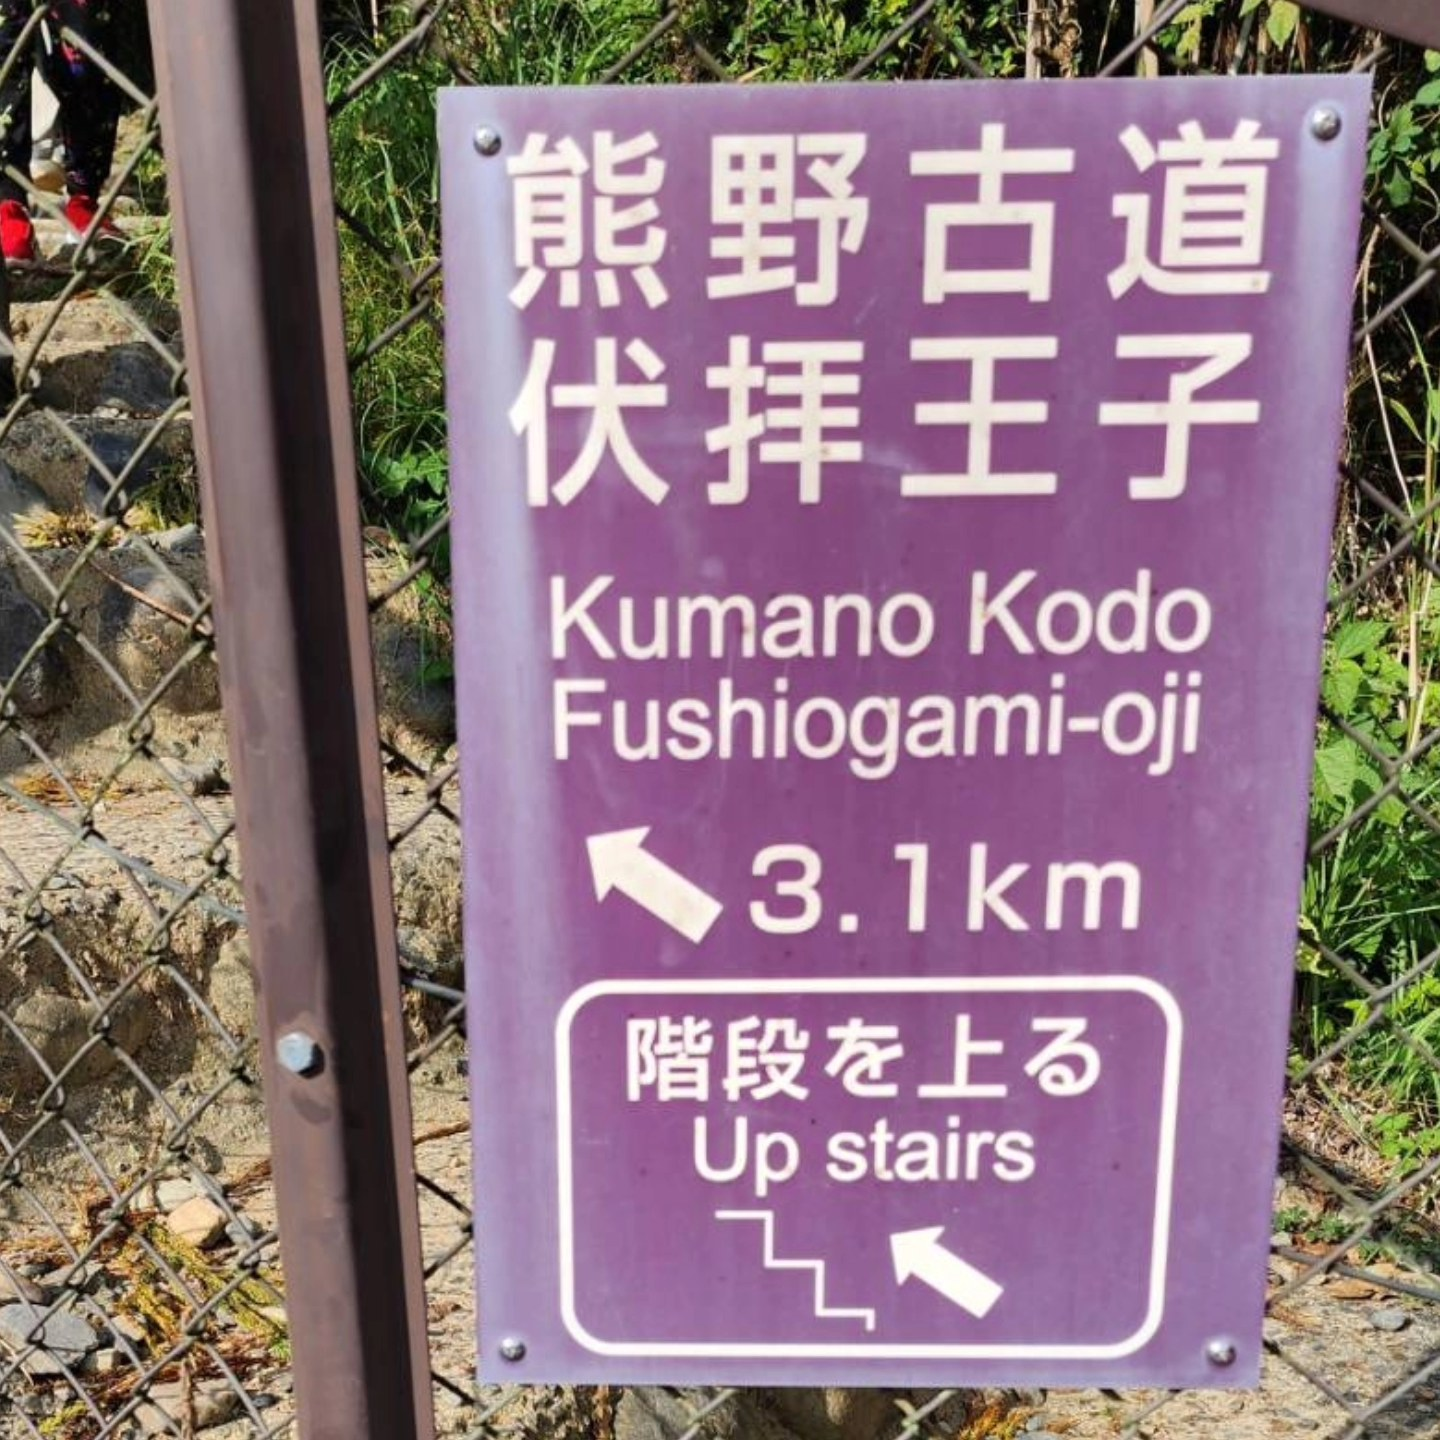 熊野古道
伏拝王子
Kumano Kodo
Fushiogami-oji
3.1km
階段を上る
Up stairs